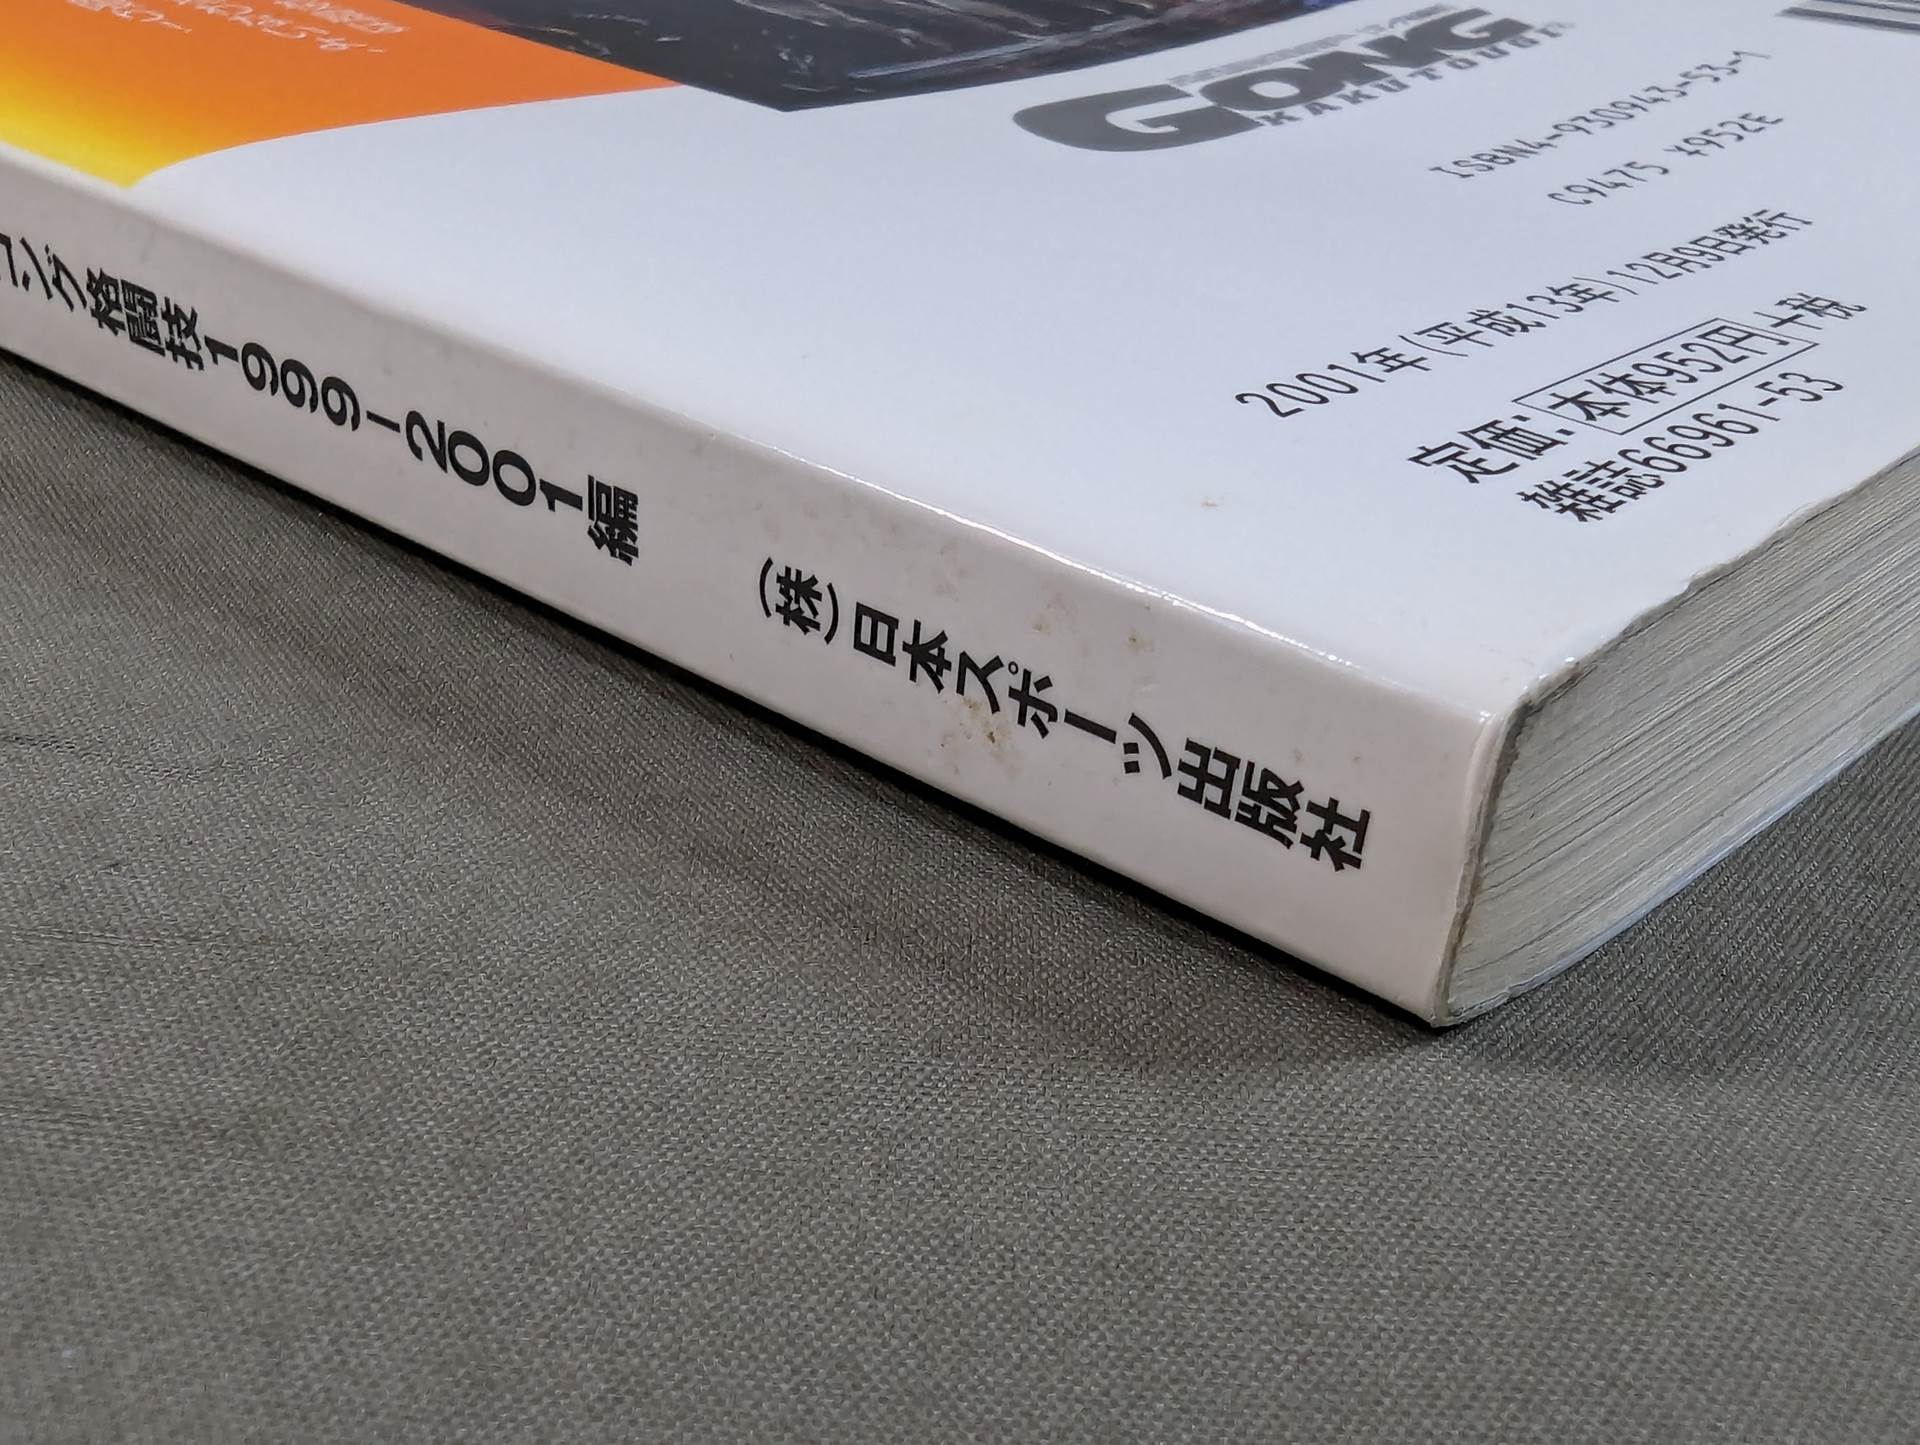 GONG
KAKUTOUGI
ISBN4-930943-53-1
C9475 ¥952E
2001年(平成13年)12月9日発行
定価:本体952円+税
雑誌66961-53
ゴング格闘技1999-2001編
(株)日本スポーツ出版社